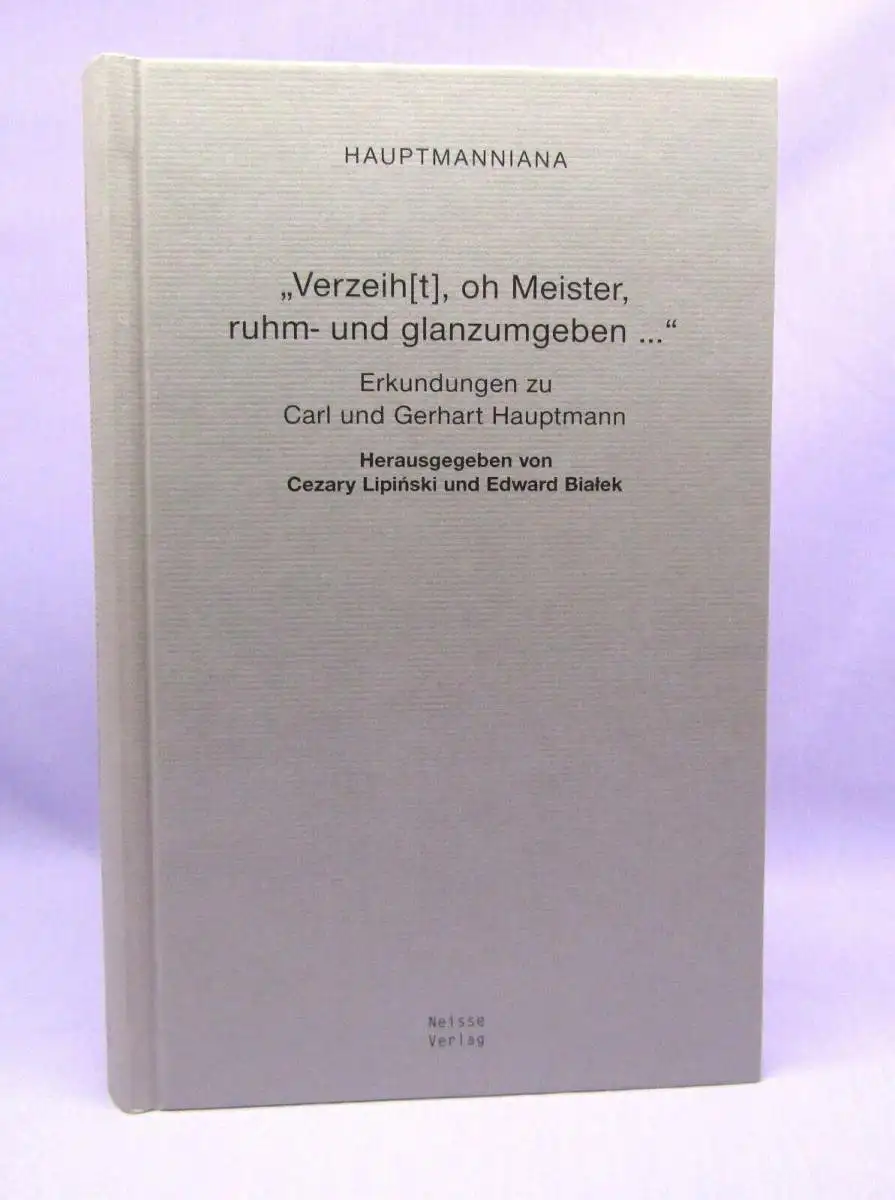 HAUPTMANNIANA
„Verzeih[t], oh Meister,
ruhm- und glanzumgeben ...“
Erkundungen zu
Carl und Gerhart Hauptmann
Herausgegeben von
Cezary Lipiński und Edward Białek
Neisse
Verlag